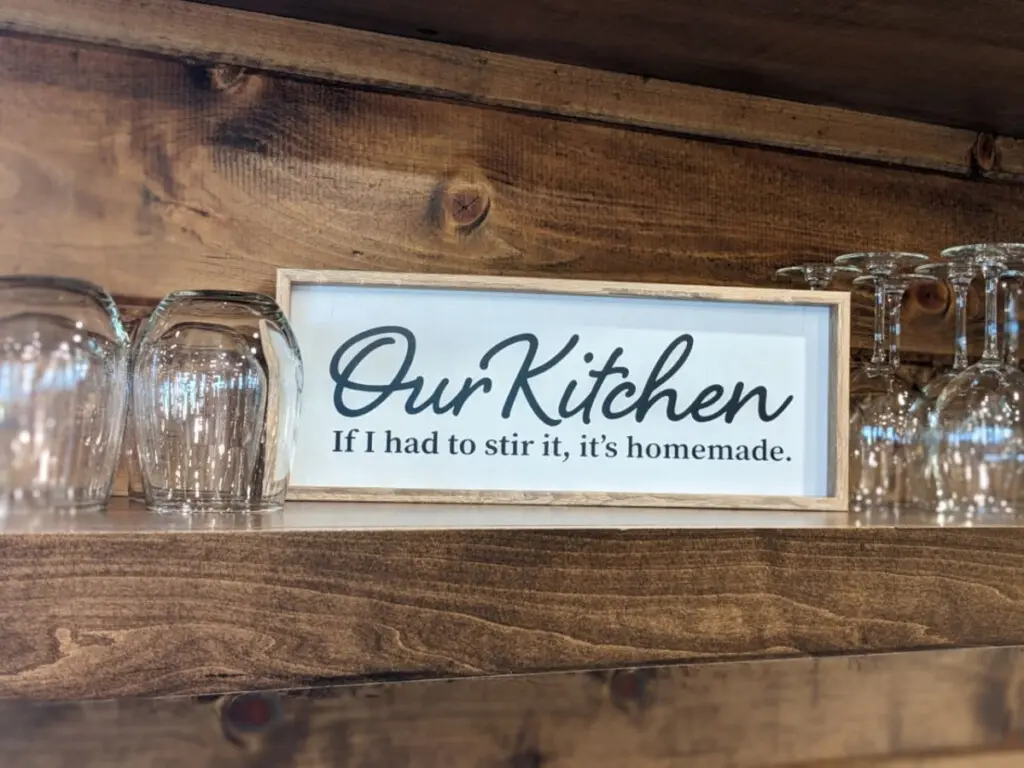 Our Kitchen
If I had to stir it, it’s homemade.